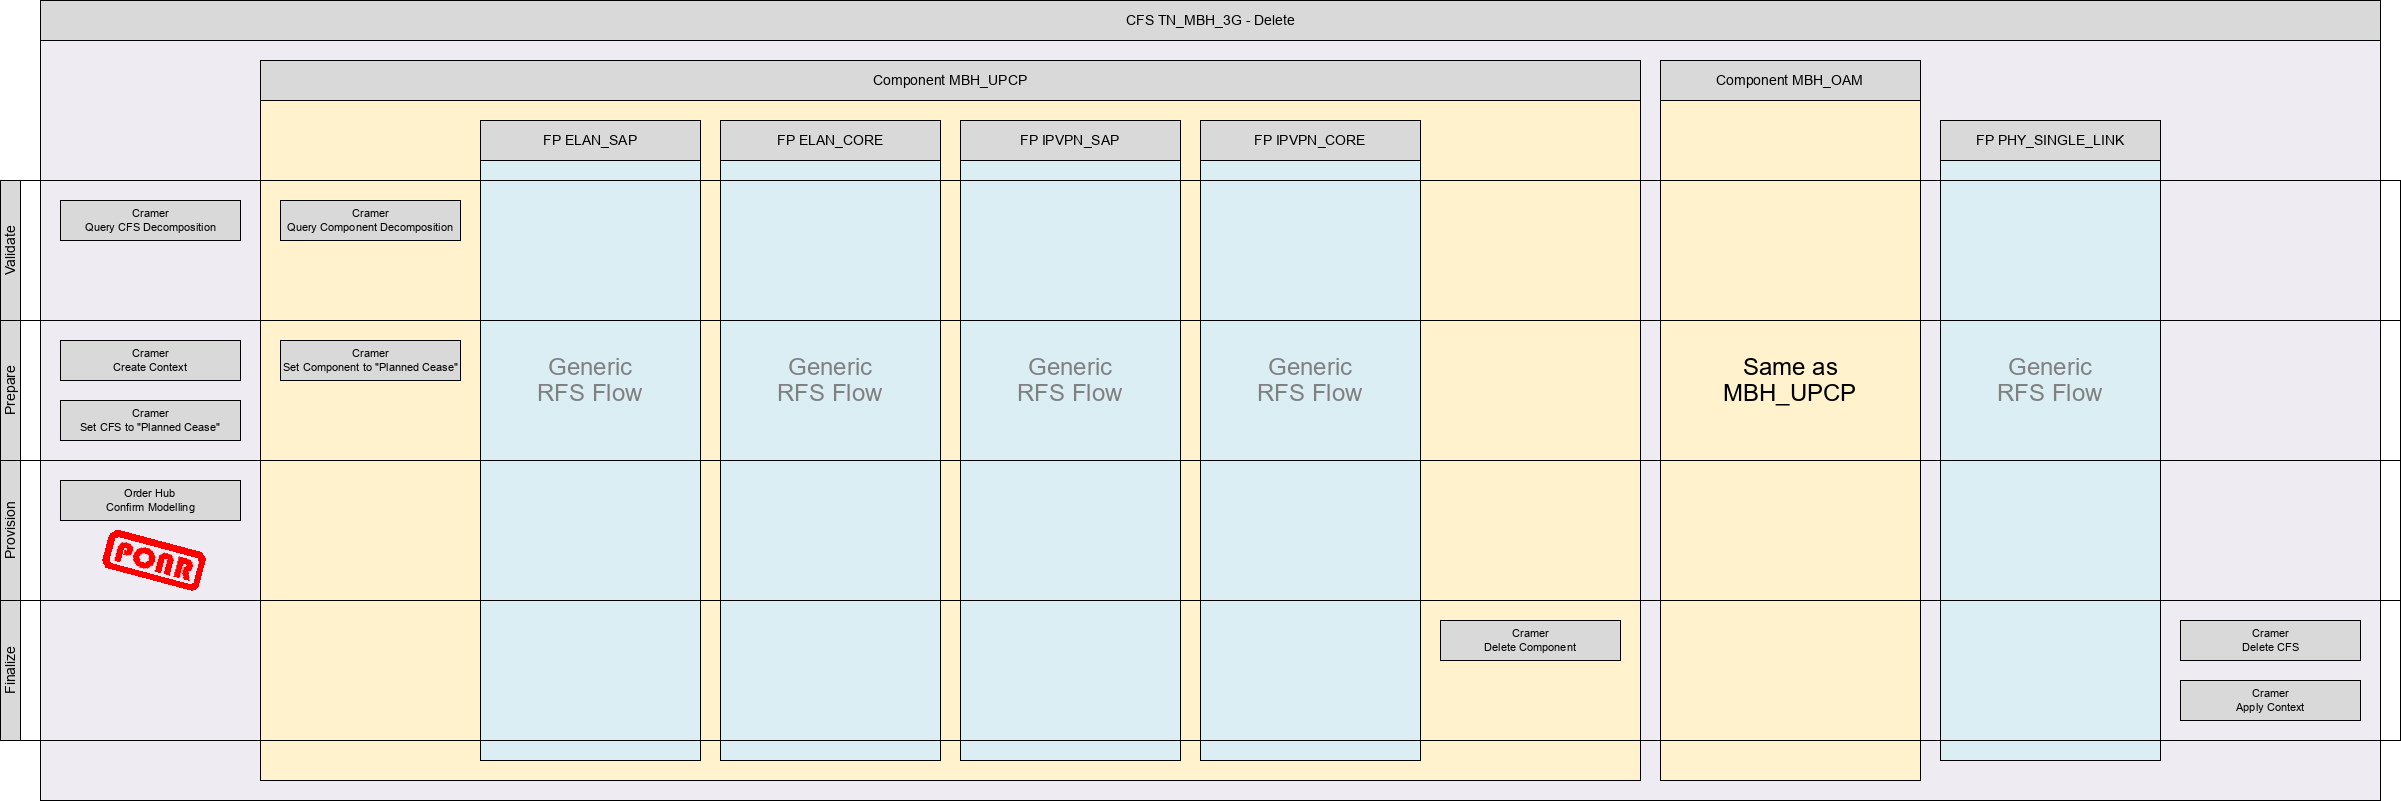 CFS TN_MBH_3G - Delete
Component MBH_UPCP
Component MBH_OAM
FP ELAN_SAP
FP ELAN_CORE
FP IPVPN_SAP
FP IPVPN_CORE
FP PHY_SINGLE_LINK
Validate
Cramer
Query CFS Decomposition
Cramer
Query Component Decomposition
Prepare
Cramer
Create Context
Cramer
Set CFS to "Planned Cease"
Cramer
Set Component to "Planned Cease"
Generic
RFS Flow
Generic
RFS Flow
Generic
RFS Flow
Generic
RFS Flow
Same as
MBH_UPCP
Generic
RFS Flow
Provision
Order Hub
Confirm Modelling
PONR
Finalize
Cramer
Delete Component
Cramer
Delete CFS
Cramer
Apply Context